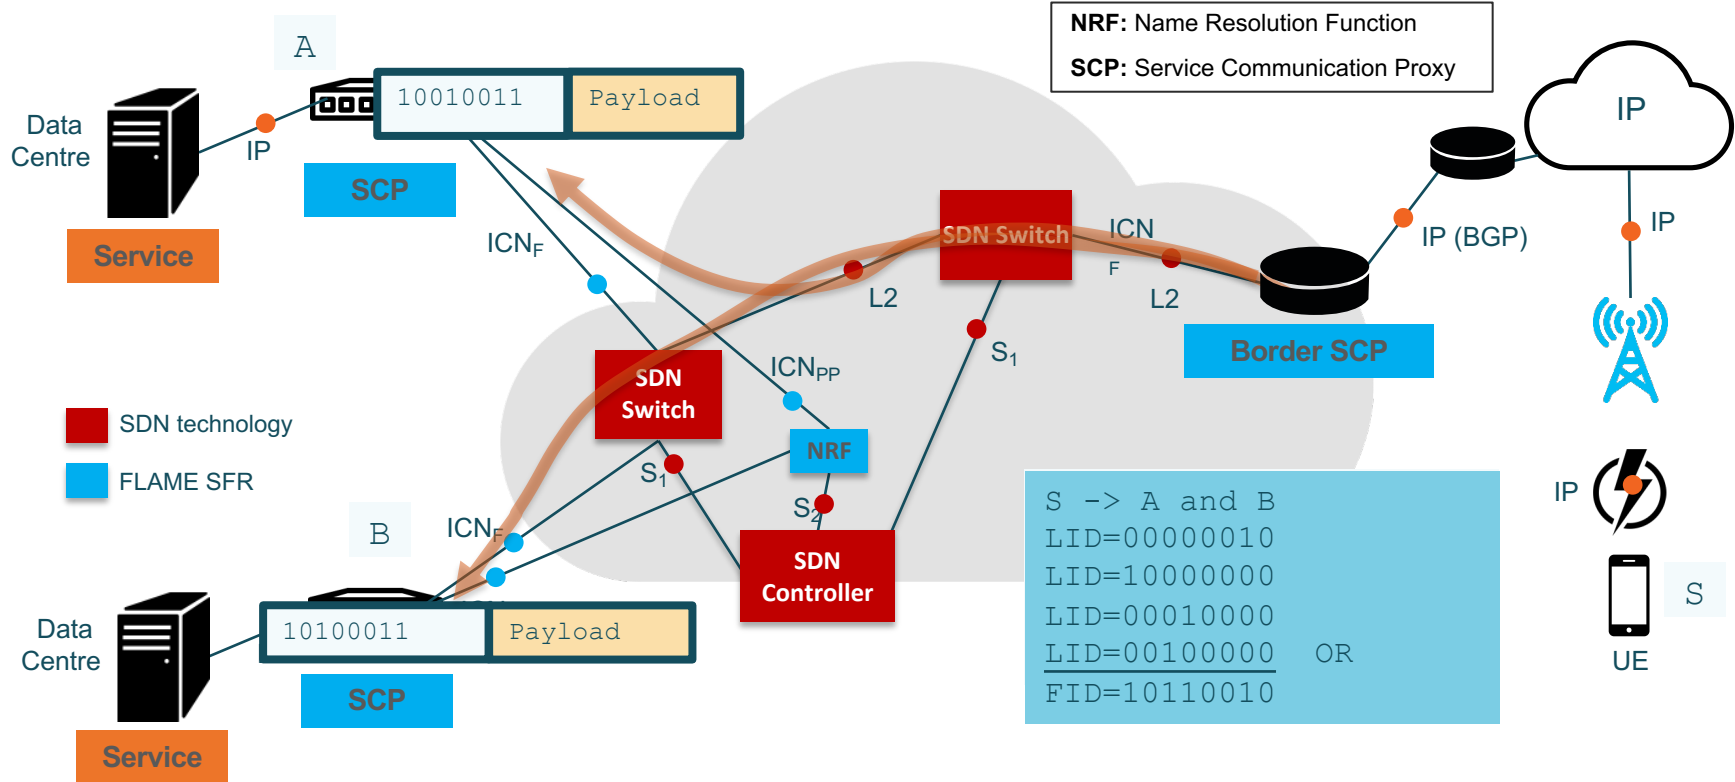 NRF: Name Resolution Function
SCP: Service Communication Proxy
A
10010011 Payload
Data
Centre
IP
SCP
Service
ICNF
SDN Switch
ICN
F
L2
L2
IP (BGP)
IP
IP
Border SCP
S1
ICNPP
SDN
Switch
NRF
S1
S2
SDN
Controller
SDN technology
FLAME SFR
B
ICNF
10100011 Payload
Data
Centre
SCP
Service
S -> A and B
LID=00000010
LID=10000000
LID=00010000
LID=00100000 OR
FID=10110010
IP
S
UE